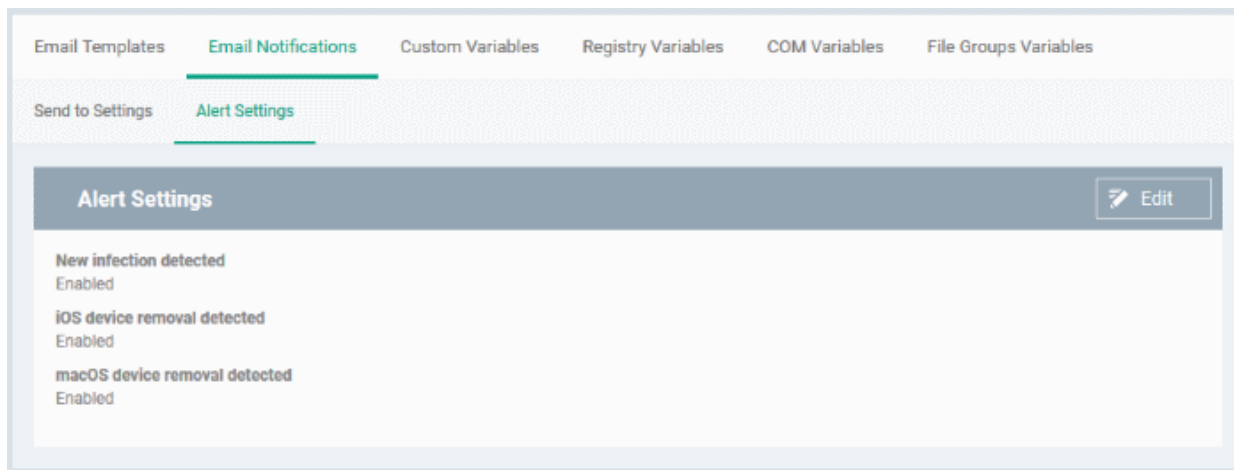 Email Templates Email Notifications Custom Variables Registry Variables COM Variables File Groups Variables
Send to Settings Alert Settings
Alert Settings Edit
New infection detected
Enabled
iOS device removal detected
Enabled
macOS device removal detected
Enabled